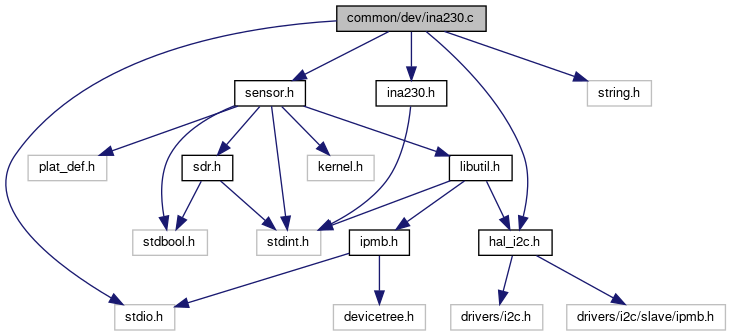 common/dev/ina230.c
sensor.h
ina230.h
string.h
plat_def.h
sdr.h
kernel.h
libutil.h
stdbool.h
stdint.h
ipmb.h
hal_i2c.h
stdio.h
devicetree.h
drivers/i2c.h
drivers/i2c/slave/ipmb.h